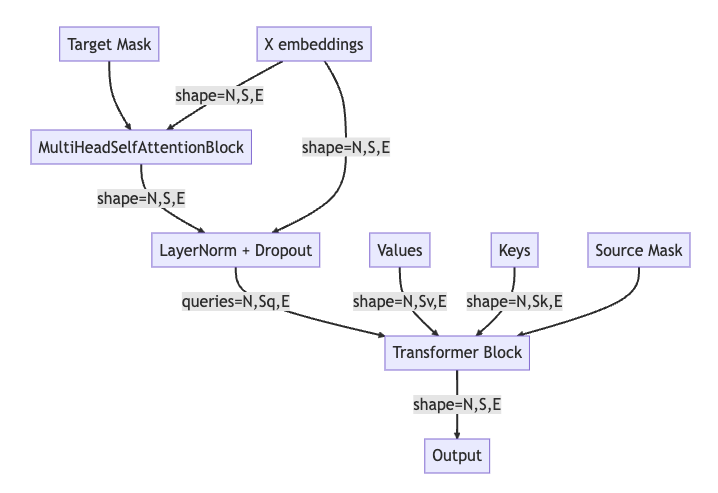 Target Mask
X embeddings
shape=N,S,E
MultiHeadSelfAttentionBlock
shape=N,S,E
shape=N,S,E
LayerNorm + Dropout
Values
Keys
Source Mask
queries=N,Sq,E
shape=N,Sv,E
shape=N,Sk,E
Transformer Block
shape=N,S,E
Output